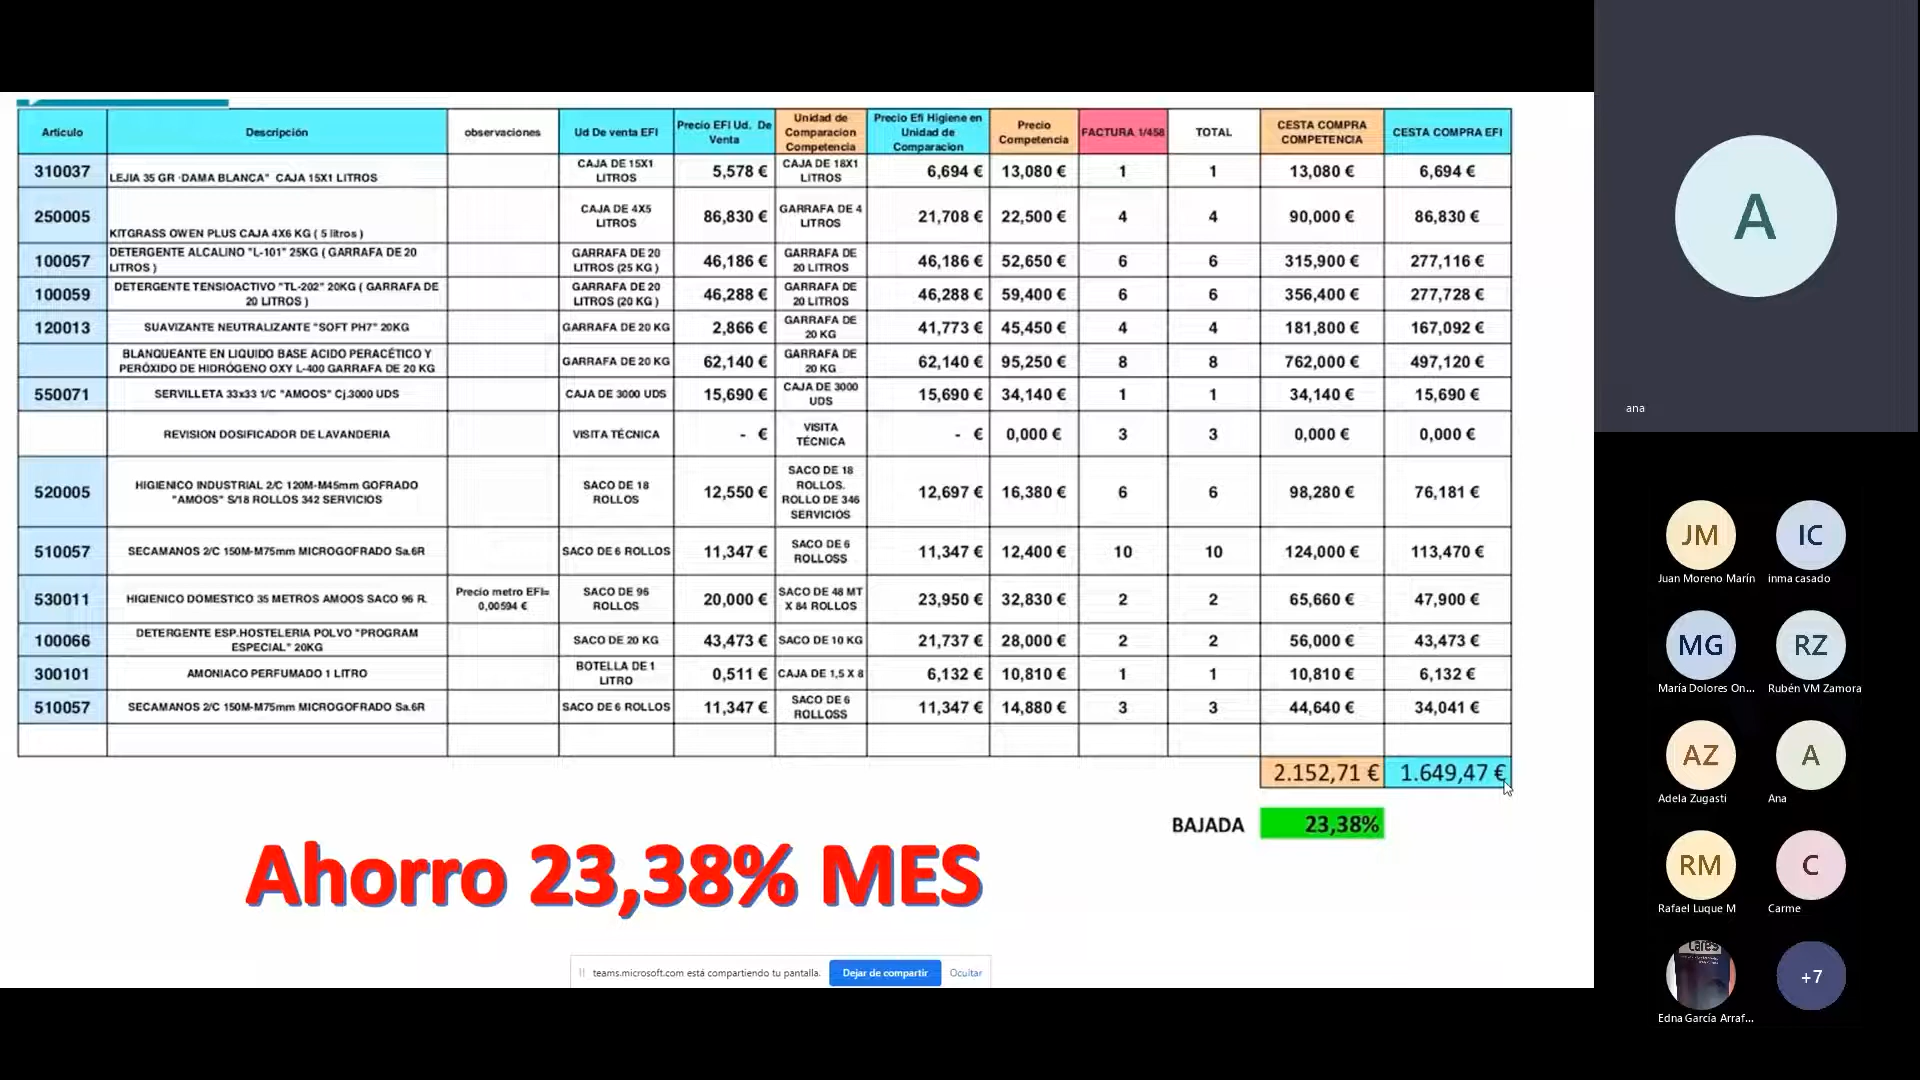 Artículo Descripción observaciones Ud De venta EFI Precio EFI Ud. De Venta Unidad de Comparacion Competencia Precio Efi Higiene en Unidad de Comparacion Precio Competencia FACTURA 1/458 TOTAL CESTA COMPRA COMPETENCIA CESTA COMPRA EFI
310037 LEJIA 35 GR ·DAMA BLANCA" CAJA 15X1 LITROS CAJA DE 15X1 LITROS 5,578 € CAJA DE 18X1 LITROS 6,694 € 13,080 € 1 1 13,080 € 6,694 €
250005 KITGRASS OWEN PLUS CAJA 4X6 KG ( 5 litros ) CAJA DE 4X5 LITROS 86,830 € GARRAFA DE 4 LITROS 21,708 € 22,500 € 4 4 90,000 € 86,830 €
100057 DETERGENTE ALCALINO "L-101" 25KG ( GARRAFA DE 20 LITROS ) GARRAFA DE 20 LITROS (25 KG ) 46,186 € GARRAFA DE 20 LITROS 46,186 € 52,650 € 6 6 315,900 € 277,116 €
100059 DETERGENTE TENSIOACTIVO "TL-202" 20KG ( GARRAFA DE 20 LITROS ) GARRAFA DE 20 LITROS (20 KG ) 46,288 € GARRAFA DE 20 LITROS 46,288 € 59,400 € 6 6 356,400 € 277,728 €
120013 SUAVIZANTE NEUTRALIZANTE "SOFT PH7" 20KG GARRAFA DE 20 KG 2,866 € GARRAFA DE 20 KG 41,773 € 45,450 € 4 4 181,800 € 167,092 €
BLANQUEANTE EN LIQUIDO BASE ACIDO PERACÉTICO Y PERÓXIDO DE HIDRÓGENO OXY L-400 GARRAFA DE 20 KG GARRAFA DE 20 KG 62,140 € GARRAFA DE 20 KG 62,140 € 95,250 € 8 8 762,000 € 497,120 €
550071 SERVILLETA 33x33 1/C "AMOOS" Cj.3000 UDS CAJA DE 3000 UDS 15,690 € CAJA DE 3000 UDS 15,690 € 34,140 € 1 1 34,140 € 15,690 €
REVISION DOSIFICADOR DE LAVANDERIA VISITA TÉCNICA - € VISITA TÉCNICA - € 0,000 € 3 3 0,000 € 0,000 €
520005 HIGIENICO INDUSTRIAL 2/C 120M-M45mm GOFRADO "AMOOS" S/18 ROLLOS 342 SERVICIOS SACO DE 18 ROLLOS 12,550 € SACO DE 18 ROLLOS. ROLLO DE 346 SERVICIOS 12,697 € 16,380 € 6 6 98,280 € 76,181 €
510057 SECAMANOS 2/C 150M-M75mm MICROGOFRADO Sa.6R SACO DE 6 ROLLOS 11,347 € SACO DE 6 ROLLOSS 11,347 € 12,400 € 10 10 124,000 € 113,470 €
530011 HIGIENICO DOMESTICO 35 METROS AMOOS SACO 96 R. Precio metro EFI= 0,00594 € SACO DE 96 ROLLOS 20,000 € SACO DE 48 MT X 84 ROLLOS 23,950 € 32,830 € 2 2 65,660 € 47,900 €
100066 DETERGENTE ESP.HOSTELERIA POLVO "PROGRAM ESPECIAL" 20KG SACO DE 20 KG 43,473 € SACO DE 10 KG 21,737 € 28,000 € 2 2 56,000 € 43,473 €
300101 AMONIACO PERFUMADO 1 LITRO BOTELLA DE 1 LITRO 0,511 € CAJA DE 1,5 X 8 6,132 € 10,810 € 1 1 10,810 € 6,132 €
510057 SECAMANOS 2/C 150M-M75mm MICROGOFRADO Sa.6R SACO DE 6 ROLLOS 11,347 € SACO DE 6 ROLLOSS 11,347 € 14,880 € 3 3 44,640 € 34,041 €
2.152,71 € 1.649,47 €
BAJADA 23,38%
Ahorro 23,38% MES
teams.microsoft.com está compartiendo tu pantalla. Dejar de compartir Ocultar
A
ana
JM IC
Juan Moreno Marín inma casado
MG RZ
María Dolores On... Rubén VM Zamora
AZ A
Adela Zugasti Ana
RM C
Rafael Luque M Carme
Cares
+7
Edna García Arraf...